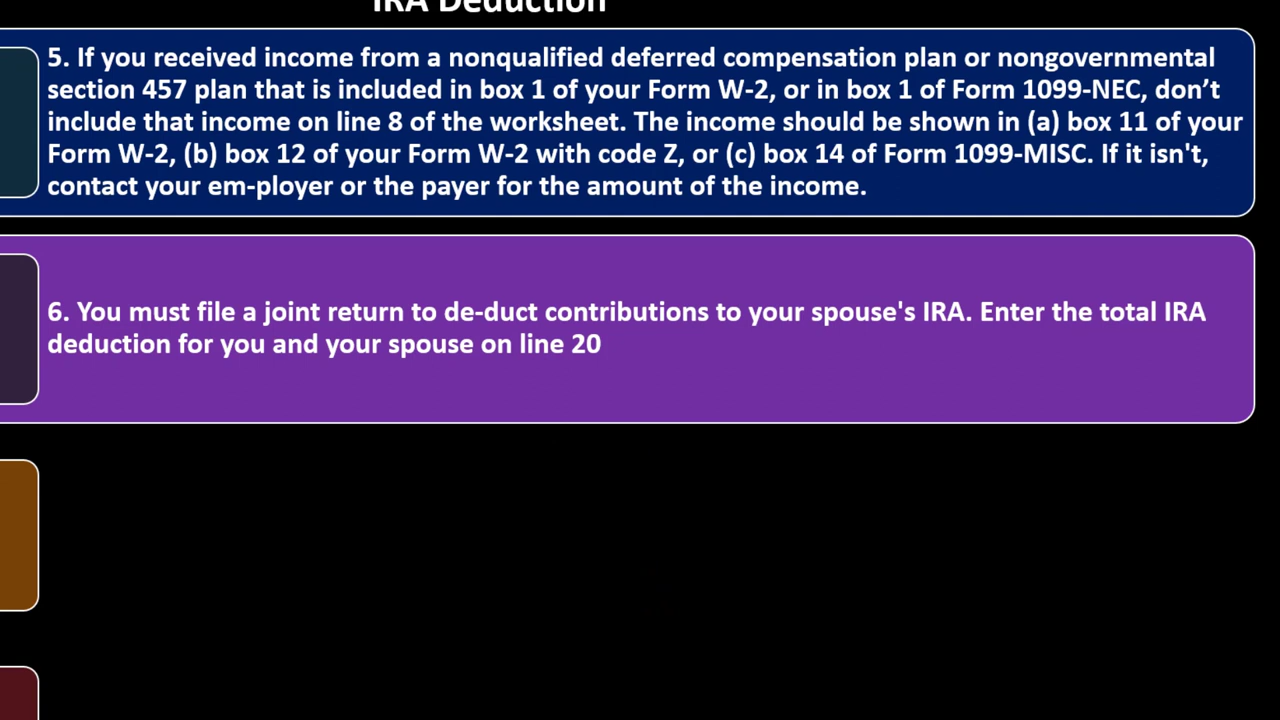 IRA Deduction
5. If you received income from a nonqualified deferred compensation plan or nongovernmental
section 457 plan that is included in box 1 of your Form W-2, or in box 1 of Form 1099-NEC, don’t
include that income on line 8 of the worksheet. The income should be shown in (a) box 11 of your
Form W-2, (b) box 12 of your Form W-2 with code Z, or (c) box 14 of Form 1099-MISC. If it isn't,
contact your em-ployer or the payer for the amount of the income.
6. You must file a joint return to de-duct contributions to your spouse's IRA. Enter the total IRA
deduction for you and your spouse on line 20